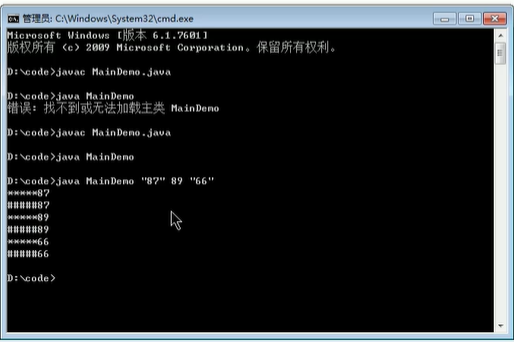 管理员: C:\Windows\System32\cmd.exe
Microsoft Windows [版本 6.1.7601]
版权所有 (c) 2009 Microsoft Corporation。保留所有权利。
D:\code>javac MainDemo.java
D:\code>java MainDemo
错误: 找不到或无法加载主类 MainDemo
D:\code>javac MainDemo.java
D:\code>java MainDemo
D:\code>java MainDemo "87" 89 "66"
*****87
#####87
*****89
#####89
*****66
#####66
D:\code>